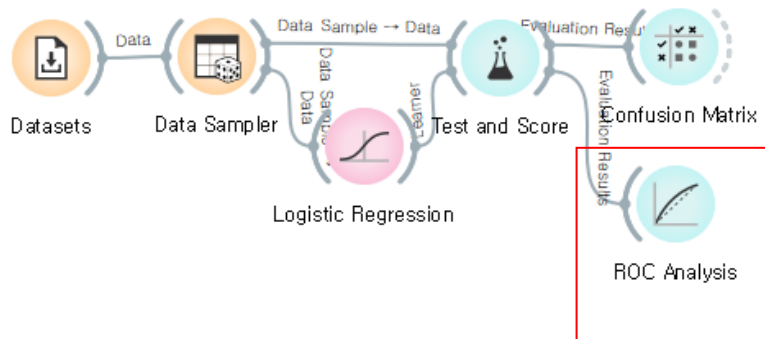 Data
Data Sample → Data
Evaluation Resu
Datasets
Data Sampler
Data Sample →
Data
Learner
Test and Score
Evaluation Results
Confusion Matrix
Logistic Regression
ROC Analysis